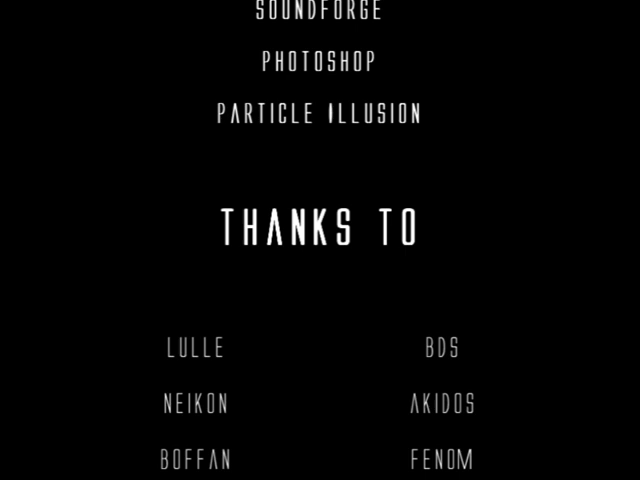 SOUNDFORGE
PHOTOSHOP
PARTICLE ILLUSION
THANKS TO
LULLE BDS
NEIKON AKIDOS
BOFFAN FENOM